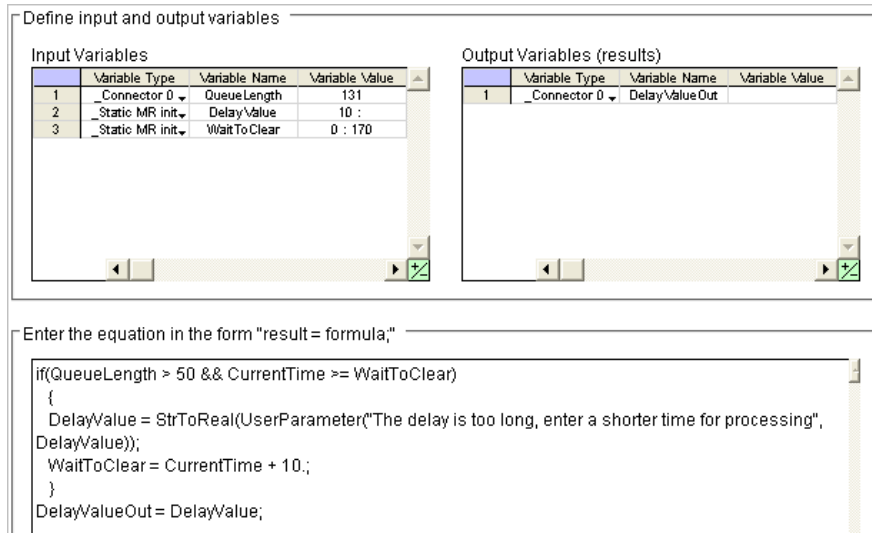 Define input and output variables
Input Variables
Variable Type Variable Name Variable Value
1 _Connector 0 QueueLength 131
2 _Static MR init DelayValue 10 :
3 _Static MR init WaitToClear 0 : 170
Output Variables (results)
Variable Type Variable Name Variable Value
1 _Connector 0 DelayValueOut
Enter the equation in the form "result = formula;"
if(QueueLength > 50 && CurrentTime >= WaitToClear)
{
DelayValue = StrToReal(UserParameter("The delay is too long, enter a shorter time for processing",
DelayValue));
WaitToClear = CurrentTime + 10.;
}
DelayValueOut = DelayValue;